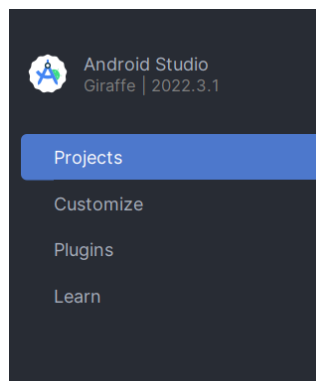 Android Studio
Giraffe | 2022.3.1
Projects
Customize
Plugins
Learn